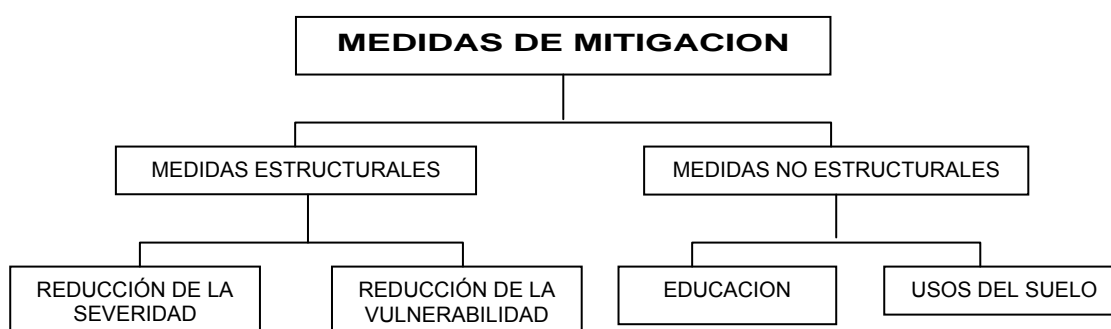 MEDIDAS DE MITIGACION
MEDIDAS ESTRUCTURALES
MEDIDAS NO ESTRUCTURALES
REDUCCIÓN DE LA
SEVERIDAD
REDUCCIÓN DE LA
VULNERABILIDAD
EDUCACION
USOS DEL SUELO